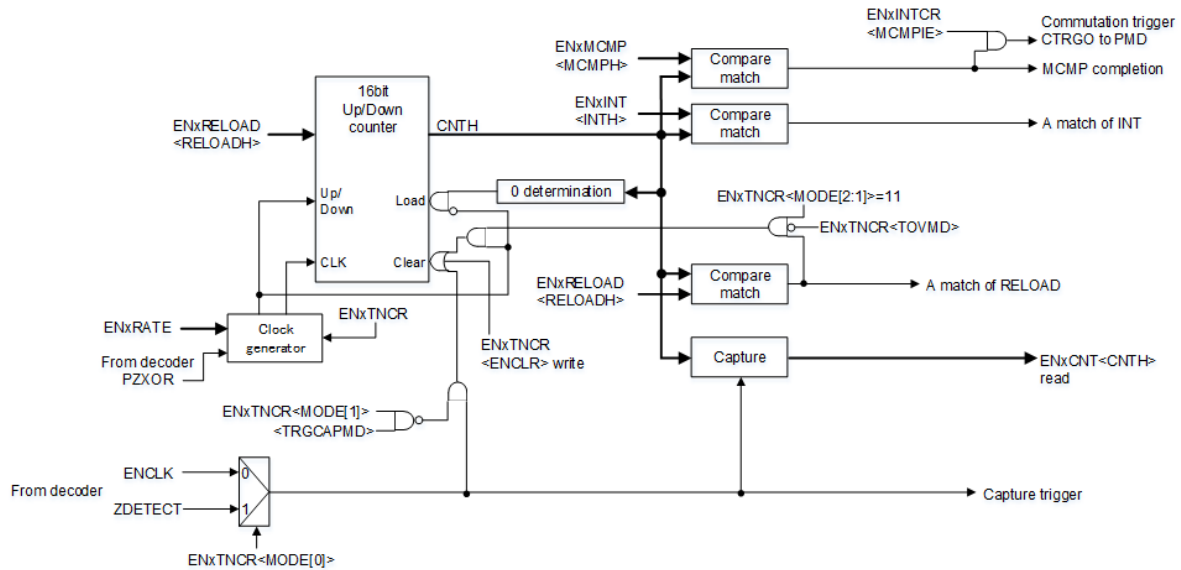 ENxINTCR
<MCMPIE>
Commutation trigger
CTRGO to PMD
ENxMCMP
<MCMPH>
Compare
match
MCMP completion
16bit
Up/Down
counter
ENxINT
<INTH>
Compare
match
A match of INT
ENxRELOAD
<RELOADH>
CNTH
0 determination
Up/
Down
Load
ENxTNCR<MODE[2:1]>=11
ENxTNCR<TOVMD>
CLK
Clear
ENxRELOAD
<RELOADH>
Compare
match
A match of RELOAD
ENxRATE
Clock
generator
ENxTNCR
From decoder
PZXOR
ENxTNCR
<ENCLR> write
Capture
ENxCNT<CNTH>
read
ENxTNCR<MODE[1]>
<TRGCAPMD>
From decoder
ENCLK
0
ZDETECT
1
Capture trigger
ENxTNCR<MODE[0]>